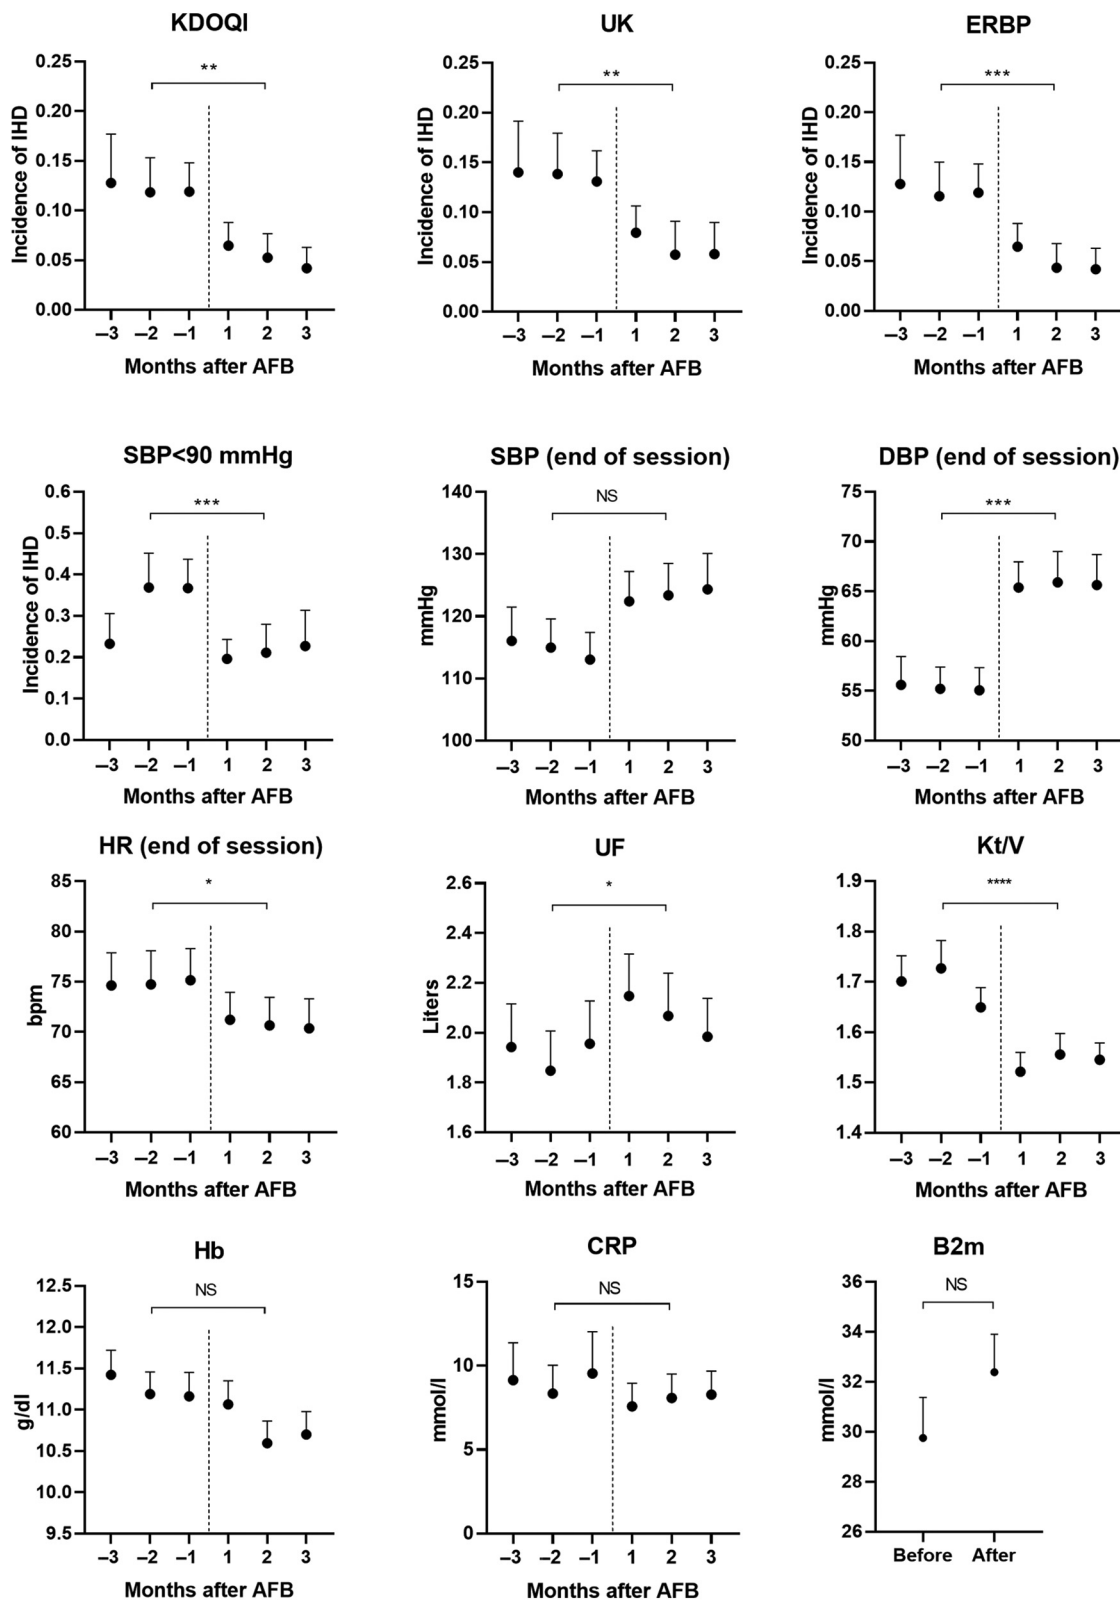 KDOQI
0.25
0.20
0.15
0.10
0.05
0.00
Incidence of IHD
**
–3 –2 –1 1 2 3
Months after AFB
UK
0.25
0.20
0.15
0.10
0.05
0.00
Incidence of IHD
**
–3 –2 –1 1 2 3
Months after AFB
ERBP
0.25
0.20
0.15
0.10
0.05
0.00
Incidence of IHD
***
–3 –2 –1 1 2 3
Months after AFB
SBP<90 mmHg
0.6
0.5
0.4
0.3
0.2
0.1
0.0
Incidence of IHD
***
–3 –2 –1 1 2 3
Months after AFB
SBP (end of session)
140
130
120
110
100
mmHg
NS
–3 –2 –1 1 2 3
Months after AFB
DBP (end of session)
75
70
65
60
55
50
mmHg
***
–3 –2 –1 1 2 3
Months after AFB
HR (end of session)
85
80
75
70
65
60
bpm
*
–3 –2 –1 1 2 3
Months after AFB
UF
2.6
2.4
2.2
2.0
1.8
1.6
Liters
*
–3 –2 –1 1 2 3
Months after AFB
Kt/V
1.9
1.8
1.7
1.6
1.5
1.4
****
–3 –2 –1 1 2 3
Months after AFB
Hb
12.5
12.0
11.5
11.0
10.5
10.0
9.5
g/dl
NS
–3 –2 –1 1 2 3
Months after AFB
CRP
15
10
5
0
mmol/l
NS
–3 –2 –1 1 2 3
Months after AFB
B2m
36
34
32
30
28
26
mmol/l
NS
Before After